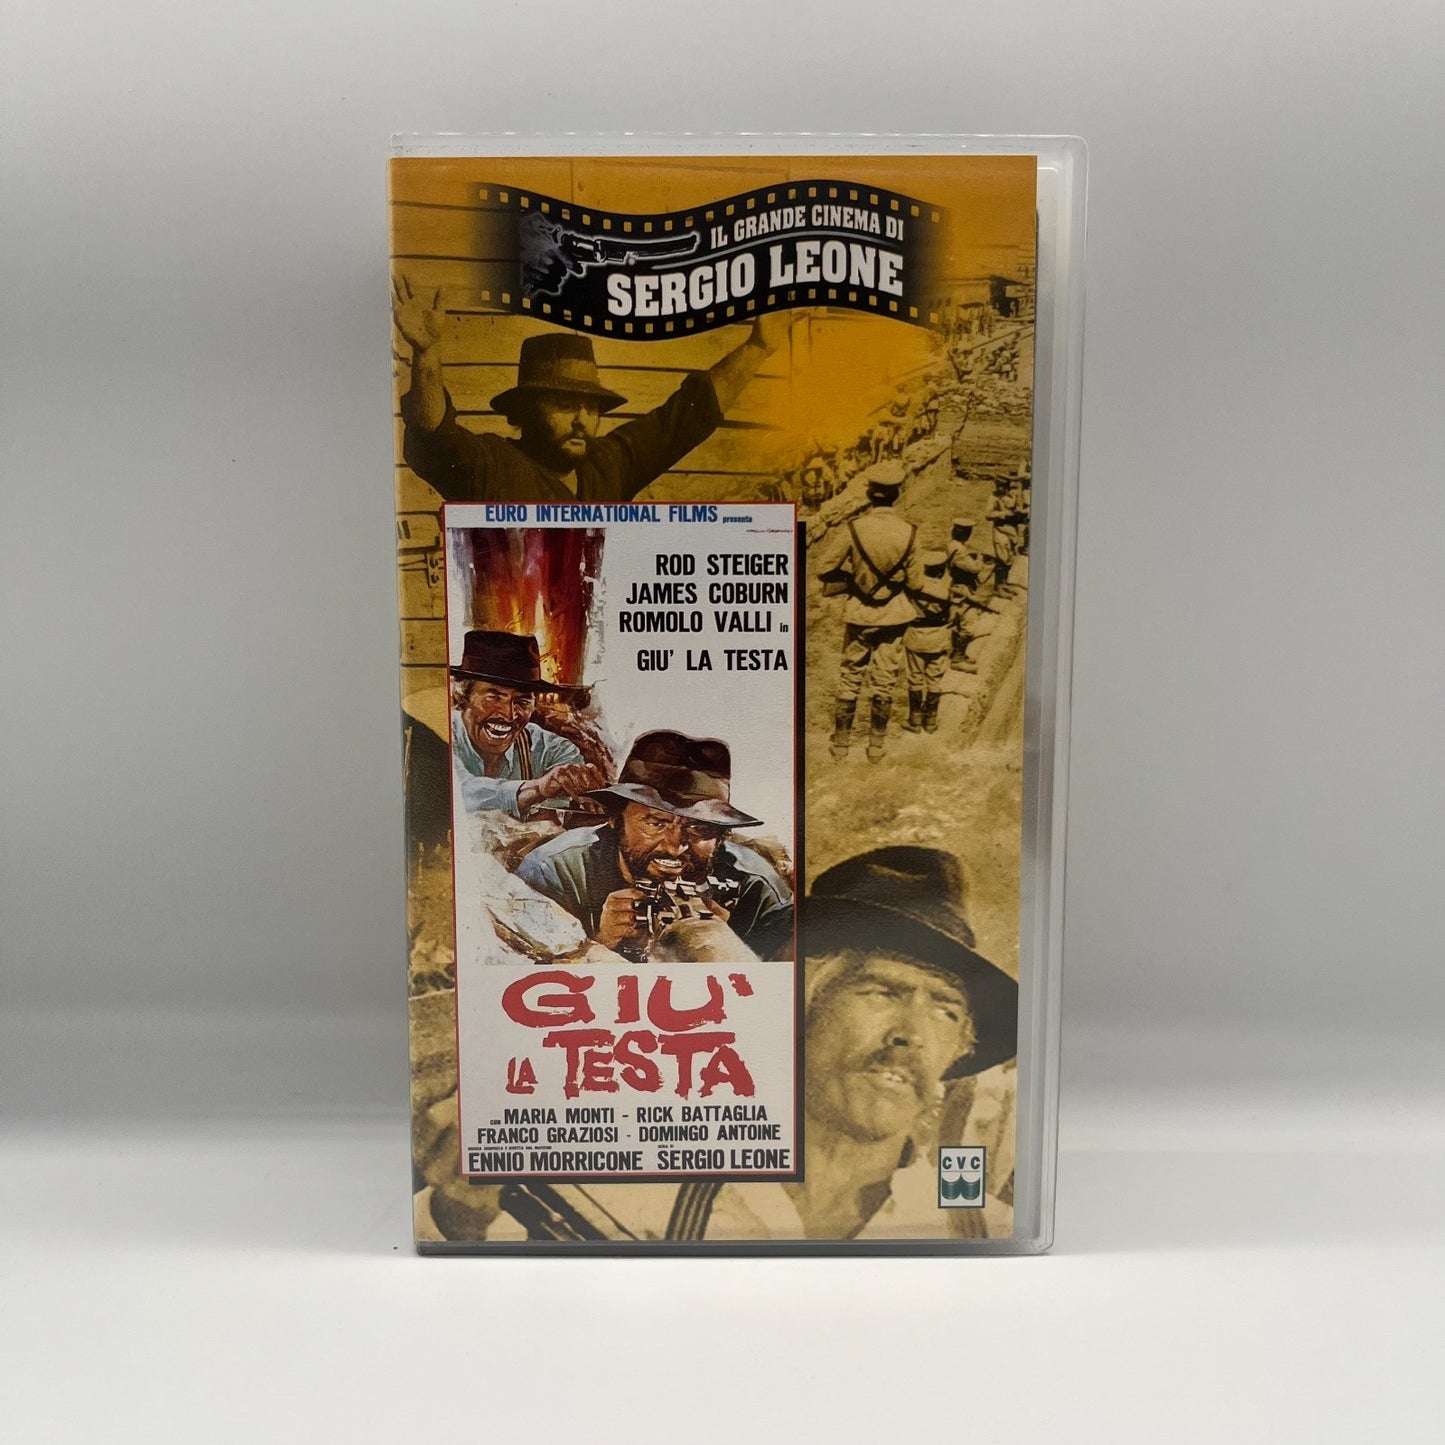 IL GRANDE CINEMA DI
SERGIO LEONE
EURO INTERNATIONAL FILMS presenta
ROD STEIGER
JAMES COBURN
ROMOLO VALLI in
GIU' LA TESTA
GIU'
LA TESTA
con MARIA MONTI - RICK BATTAGLIA
FRANCO GRAZIOSI - DOMINGO ANTOINE
ENNIO MORRICONE SERGIO LEONE
CVC